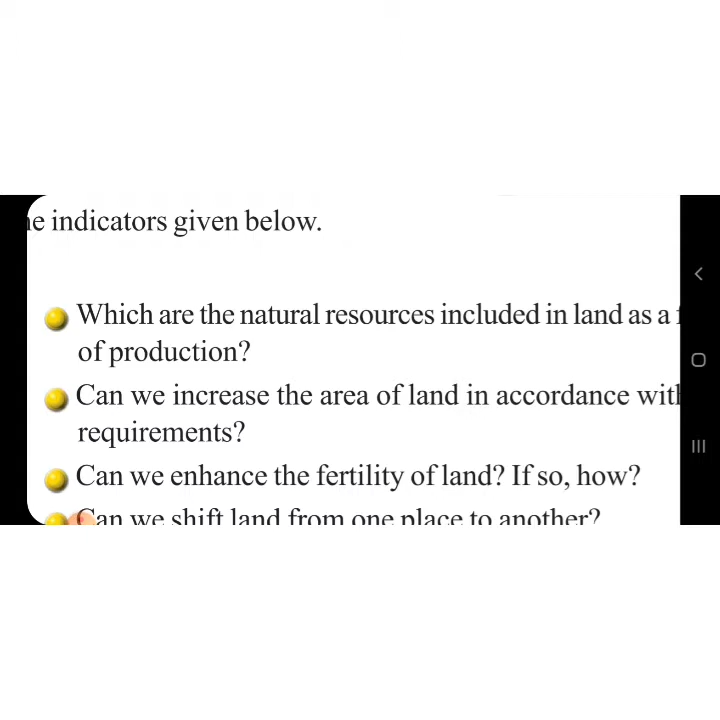 indicators given below.
Which are the natural resources included in land as a
of production?
Can we increase the area of land in accordance with
requirements?
Can we enhance the fertility of land? If so, how?
Can we shift land from one place to another?